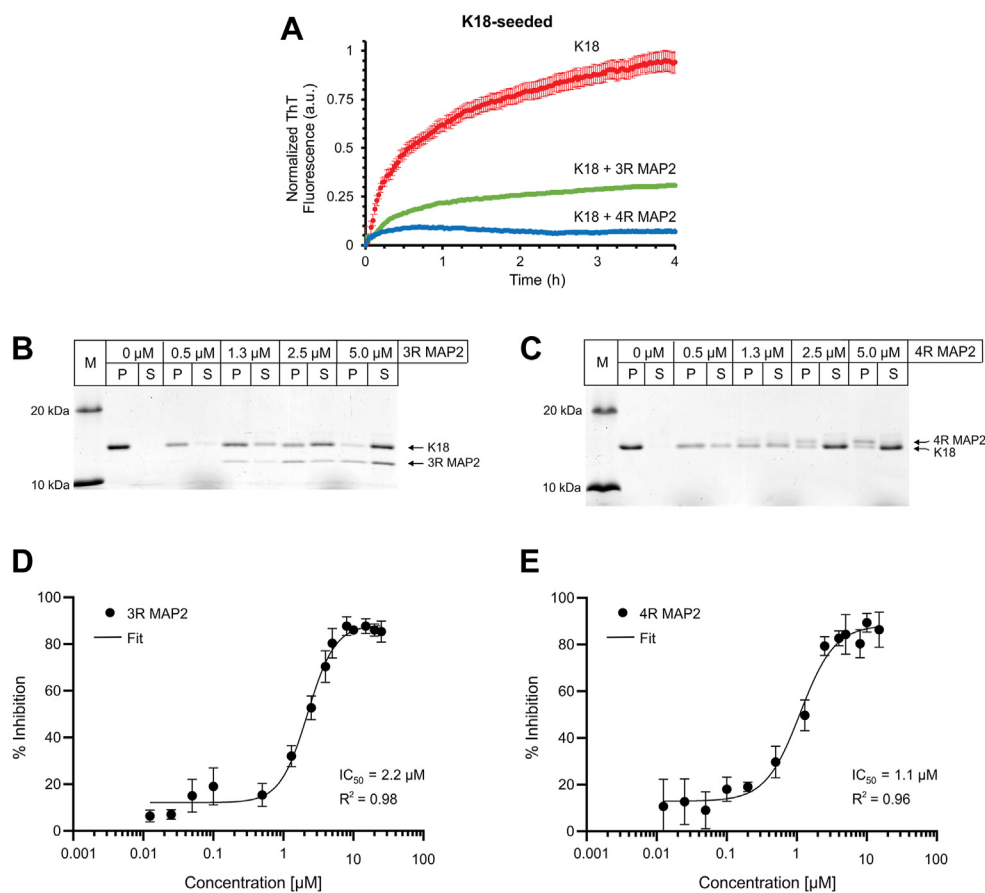 K18-seeded
A
Normalized ThT
Fluorescence (a.u.)
1
0.75
0.5
0.25
0
K18
K18 + 3R MAP2
K18 + 4R MAP2
0 1 2 3 4
Time (h)
B
M 0 µM 0.5 µM 1.3 µM 2.5 µM 5.0 µM 3R MAP2
P S P S P S P S P S
20 kDa
K18
3R MAP2
10 kDa
C
M 0 µM 0.5 µM 1.3 µM 2.5 µM 5.0 µM 4R MAP2
P S P S P S P S P S
20 kDa
4R MAP2
K18
10 kDa
D
% Inhibition
100
80
60
40
20
0
3R MAP2
Fit
IC50 = 2.2 µM
R2 = 0.98
0.001 0.01 0.1 1 10 100
Concentration [µM]
E
% Inhibition
100
80
60
40
20
0
4R MAP2
Fit
IC50 = 1.1 µM
R2 = 0.96
0.001 0.01 0.1 1 10 100
Concentration [µM]